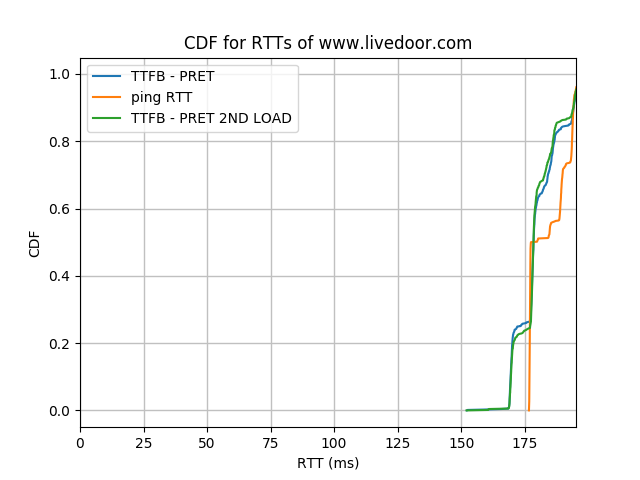 CDF for RTTs of www.livedoor.com
TTFB - PRET
ping RTT
TTFB - PRET 2ND LOAD
CDF
1.0
0.8
0.6
0.4
0.2
0.0
0 25 50 75 100 125 150 175
RTT (ms)